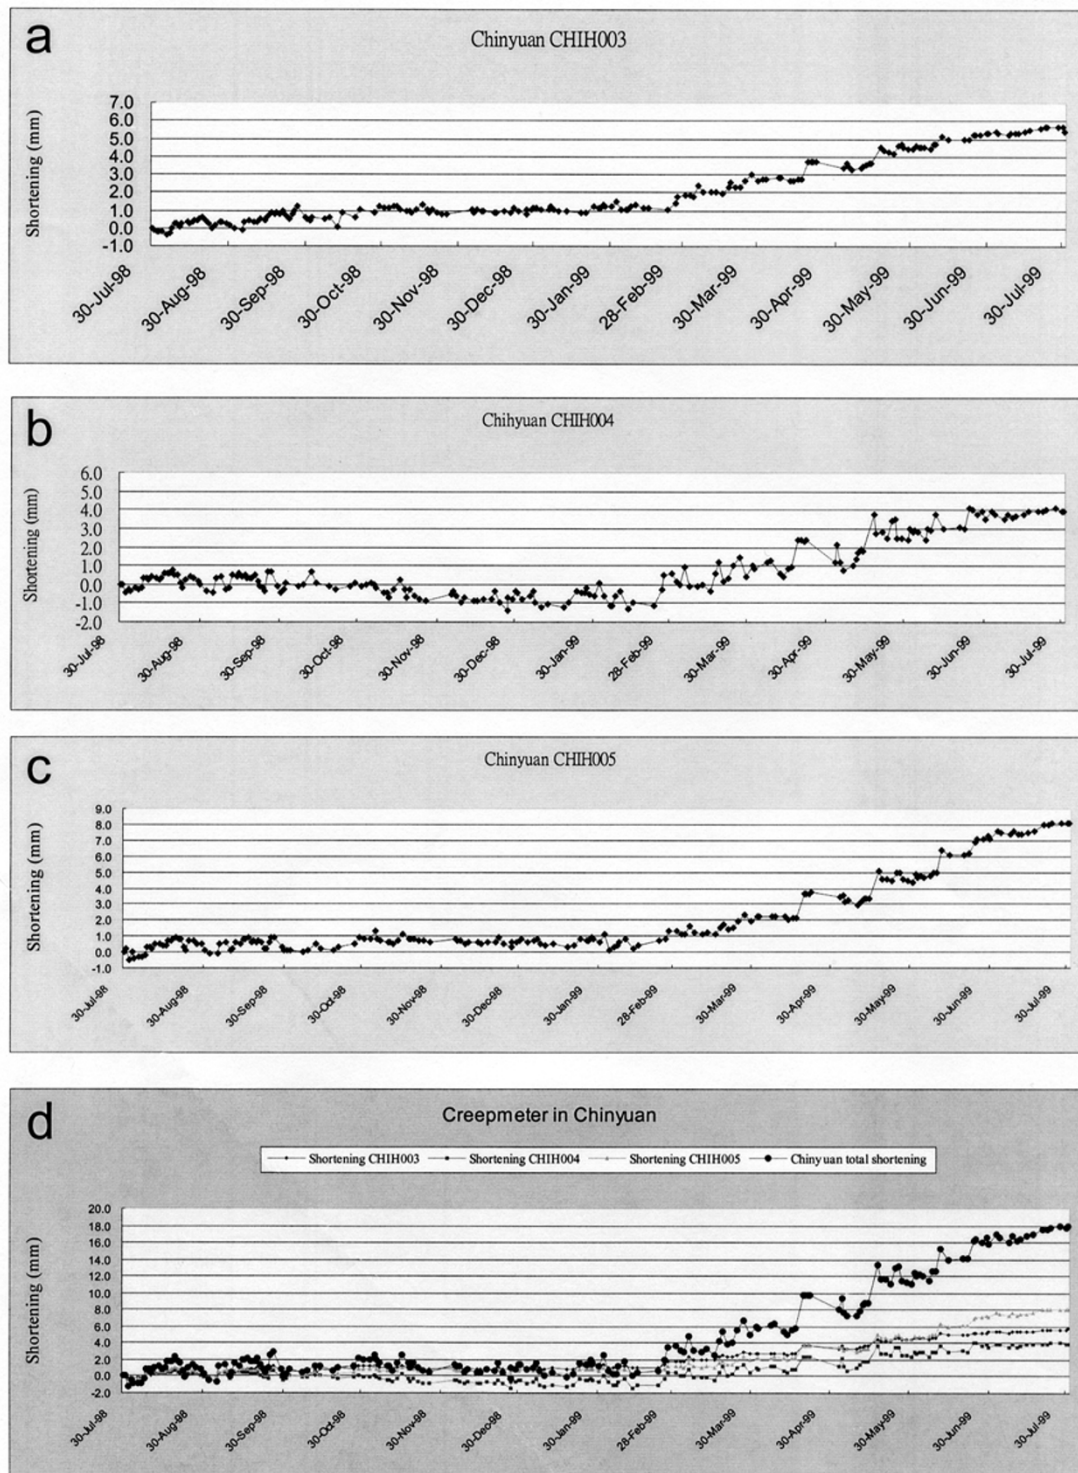 a
Chinyuan CHIH003
Shortening (mm)
7.0
6.0
5.0
4.0
3.0
2.0
1.0
0.0
-1.0
30-Jul-98
30-Aug-98
30-Sep-98
30-Oct-98
30-Nov-98
30-Dec-98
30-Jan-99
28-Feb-99
30-Mar-99
30-Apr-99
30-May-99
30-Jun-99
30-Jul-99
b
Chihyuan CHIH004
Shortening (mm)
6.0
5.0
4.0
3.0
2.0
1.0
0.0
-1.0
-2.0
30-Jul-98
30-Aug-98
30-Sep-98
30-Oct-98
30-Nov-98
30-Dec-98
30-Jan-99
28-Feb-99
30-Mar-99
30-Apr-99
30-May-99
30-Jun-99
30-Jul-99
c
Chinyuan CHIH005
Shortening (mm)
9.0
8.0
7.0
6.0
5.0
4.0
3.0
2.0
1.0
0.0
-1.0
30-Jul-98
30-Aug-98
30-Sep-98
30-Oct-98
30-Nov-98
30-Dec-98
30-Jan-99
28-Feb-99
30-Mar-99
30-Apr-99
30-May-99
30-Jun-99
30-Jul-99
d
Creepmeter in Chinyuan
Shortening CHIH003 Shortening CHIH004 Shortening CHIH005 Chinyuan total shortening
Shortening (mm)
20.0
18.0
16.0
14.0
12.0
10.0
8.0
6.0
4.0
2.0
0.0
-2.0
30-Jul-98
30-Aug-98
30-Sep-98
30-Oct-98
30-Nov-98
30-Dec-98
30-Jan-99
28-Feb-99
30-Mar-99
30-Apr-99
30-May-99
30-Jun-99
30-Jul-99